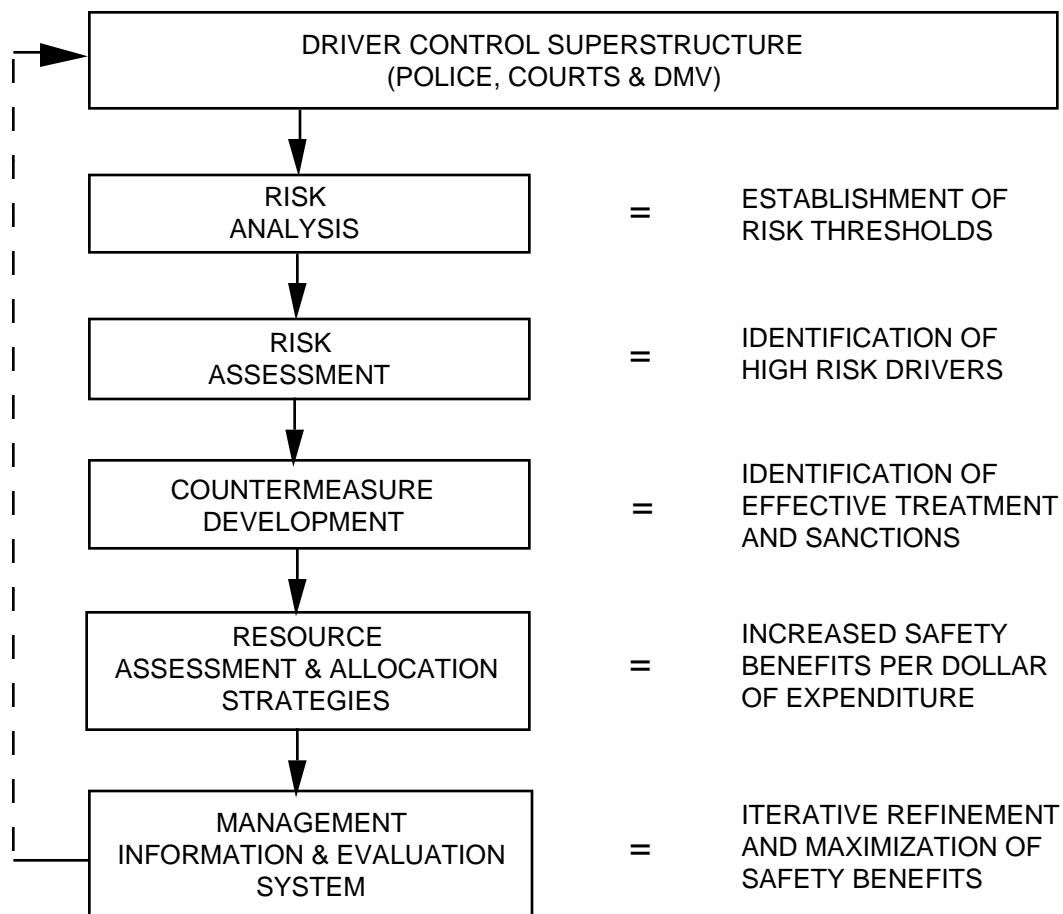 DRIVER CONTROL SUPERSTRUCTURE
(POLICE, COURTS & DMV)
RISK
ANALYSIS
=
ESTABLISHMENT OF
RISK THRESHOLDS
RISK
ASSESSMENT
=
IDENTIFICATION OF
HIGH RISK DRIVERS
COUNTERMEASURE
DEVELOPMENT
=
IDENTIFICATION OF
EFFECTIVE TREATMENT
AND SANCTIONS
RESOURCE
ASSESSMENT & ALLOCATION
STRATEGIES
=
INCREASED SAFETY
BENEFITS PER DOLLAR
OF EXPENDITURE
MANAGEMENT
INFORMATION & EVALUATION
SYSTEM
=
ITERATIVE REFINEMENT
AND MAXIMIZATION OF
SAFETY BENEFITS